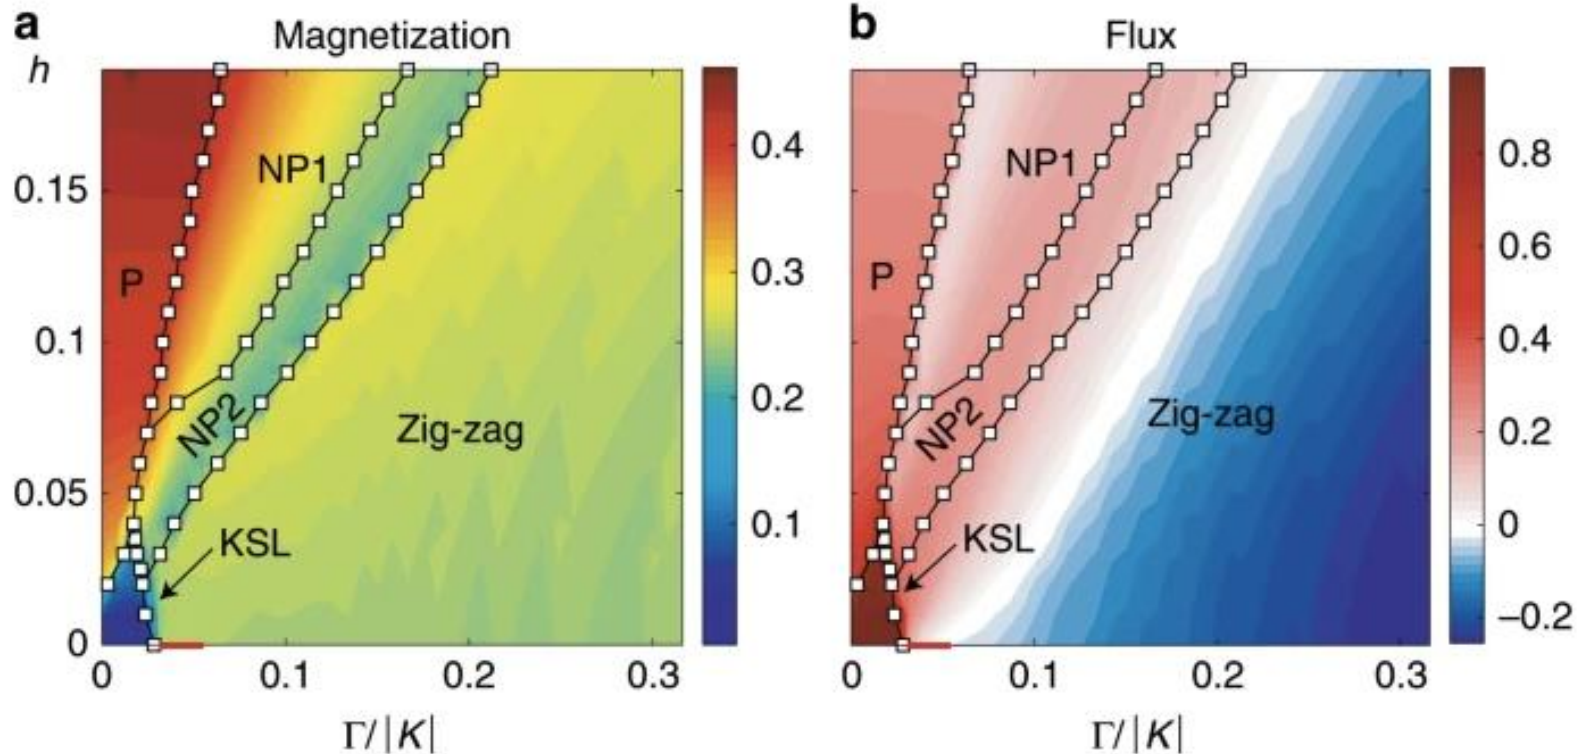 a
Magnetization
h
0.15
0.1
0.05
0
0
0.1
0.2
0.3
Γ/|K|
P
NP1
NP2
Zig-zag
KSL
0.4
0.3
0.2
0.1
b
Flux
P
NP1
NP2
Zig-zag
KSL
0
0.1
0.2
0.3
Γ/|K|
0.8
0.6
0.4
0.2
0
−0.2